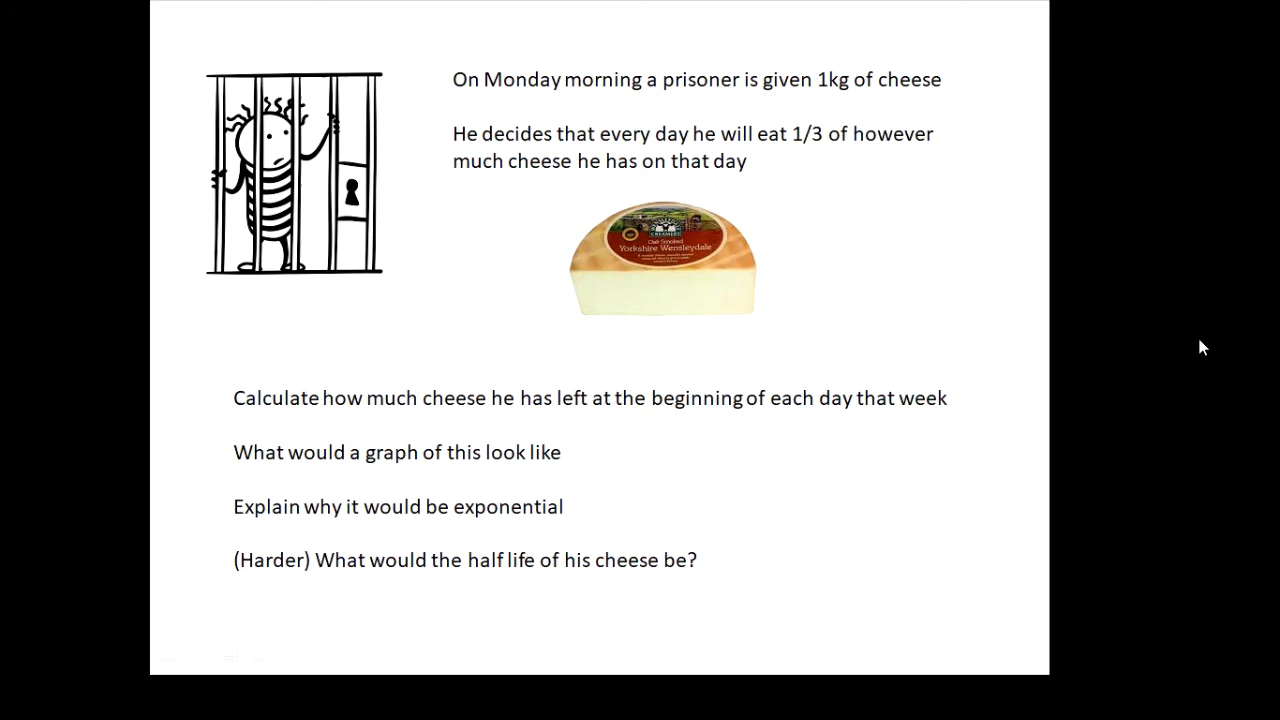 On Monday morning a prisoner is given 1kg of cheese
He decides that every day he will eat 1/3 of however
much cheese he has on that day
CREAMERY
Oak Smoked
Yorkshire Wensleydale
Calculate how much cheese he has left at the beginning of each day that week
What would a graph of this look like
Explain why it would be exponential
(Harder) What would the half life of his cheese be?